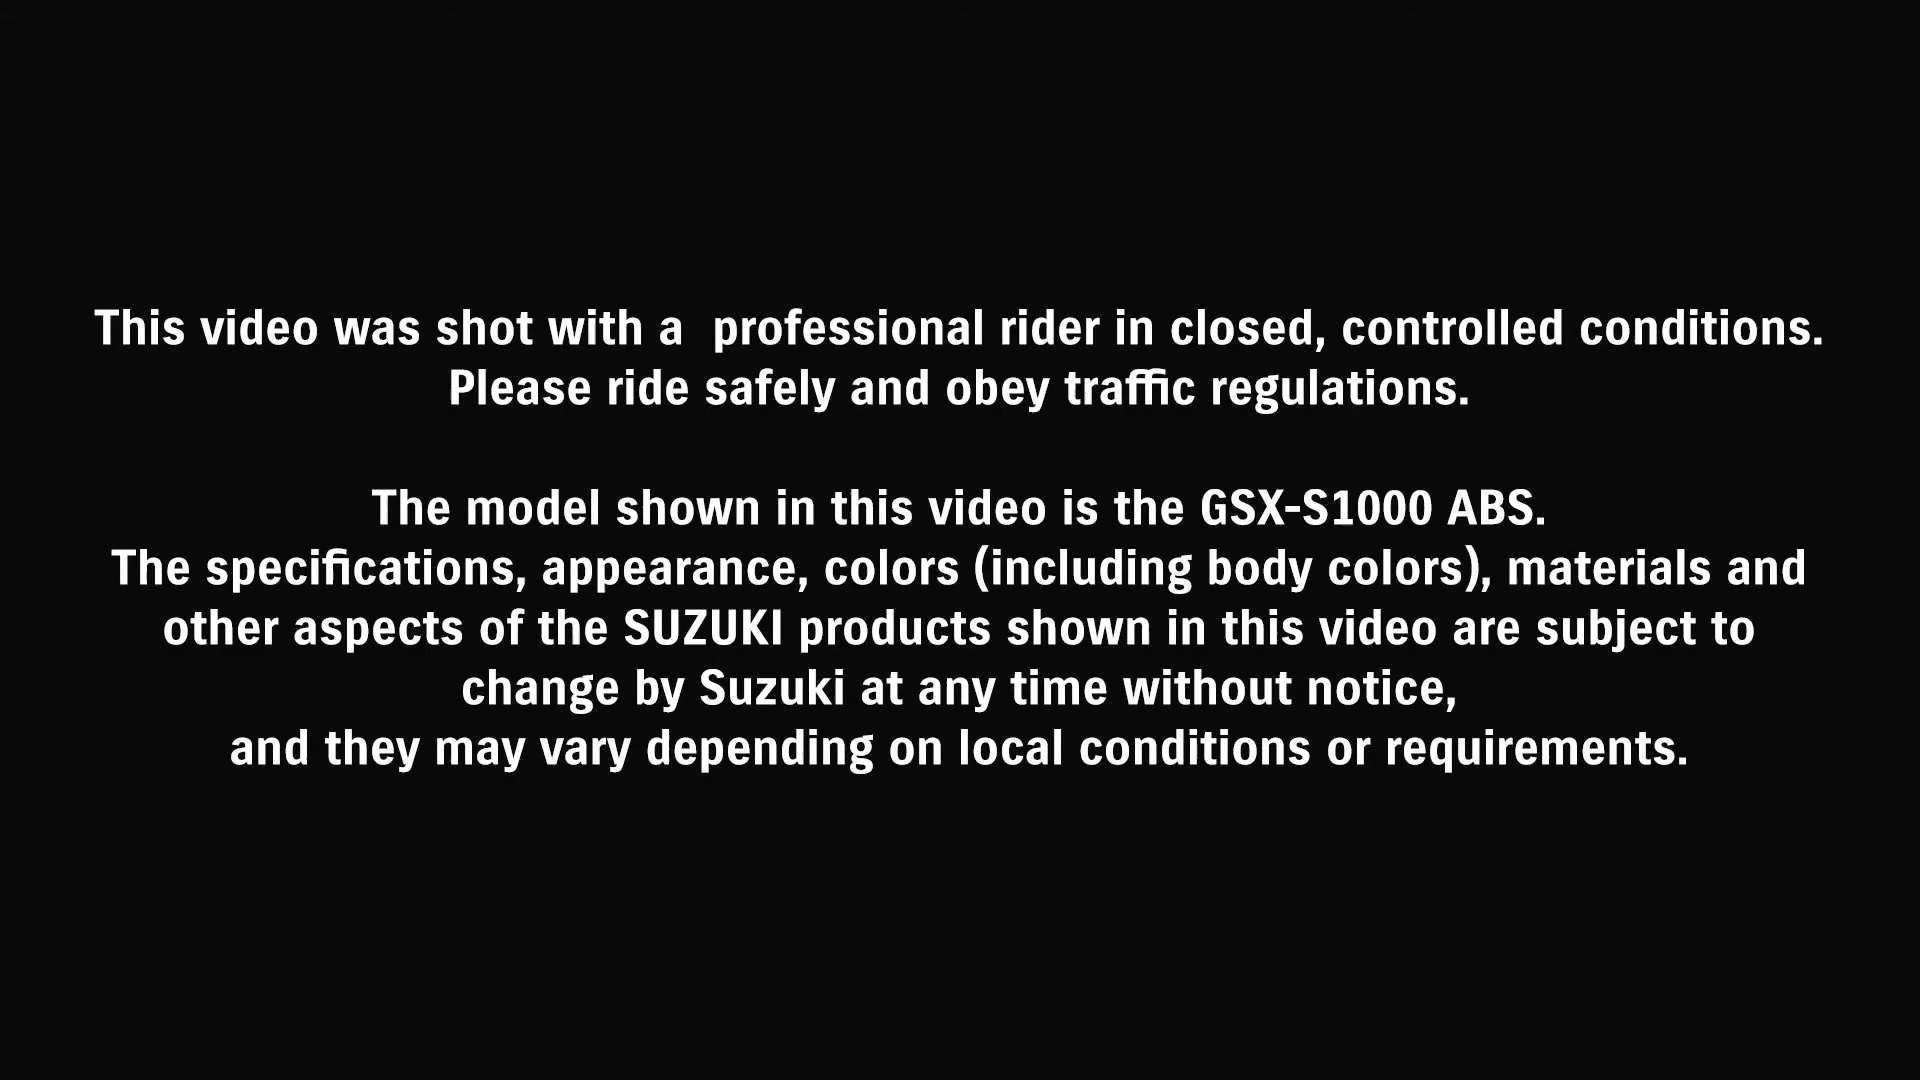 This video was shot with a  professional rider in closed, controlled conditions.
Please ride safely and obey traffic regulations.
The model shown in this video is the GSX-S1000 ABS.
The specifications, appearance, colors (including body colors), materials and
other aspects of the SUZUKI products shown in this video are subject to
change by Suzuki at any time without notice,
and they may vary depending on local conditions or requirements.